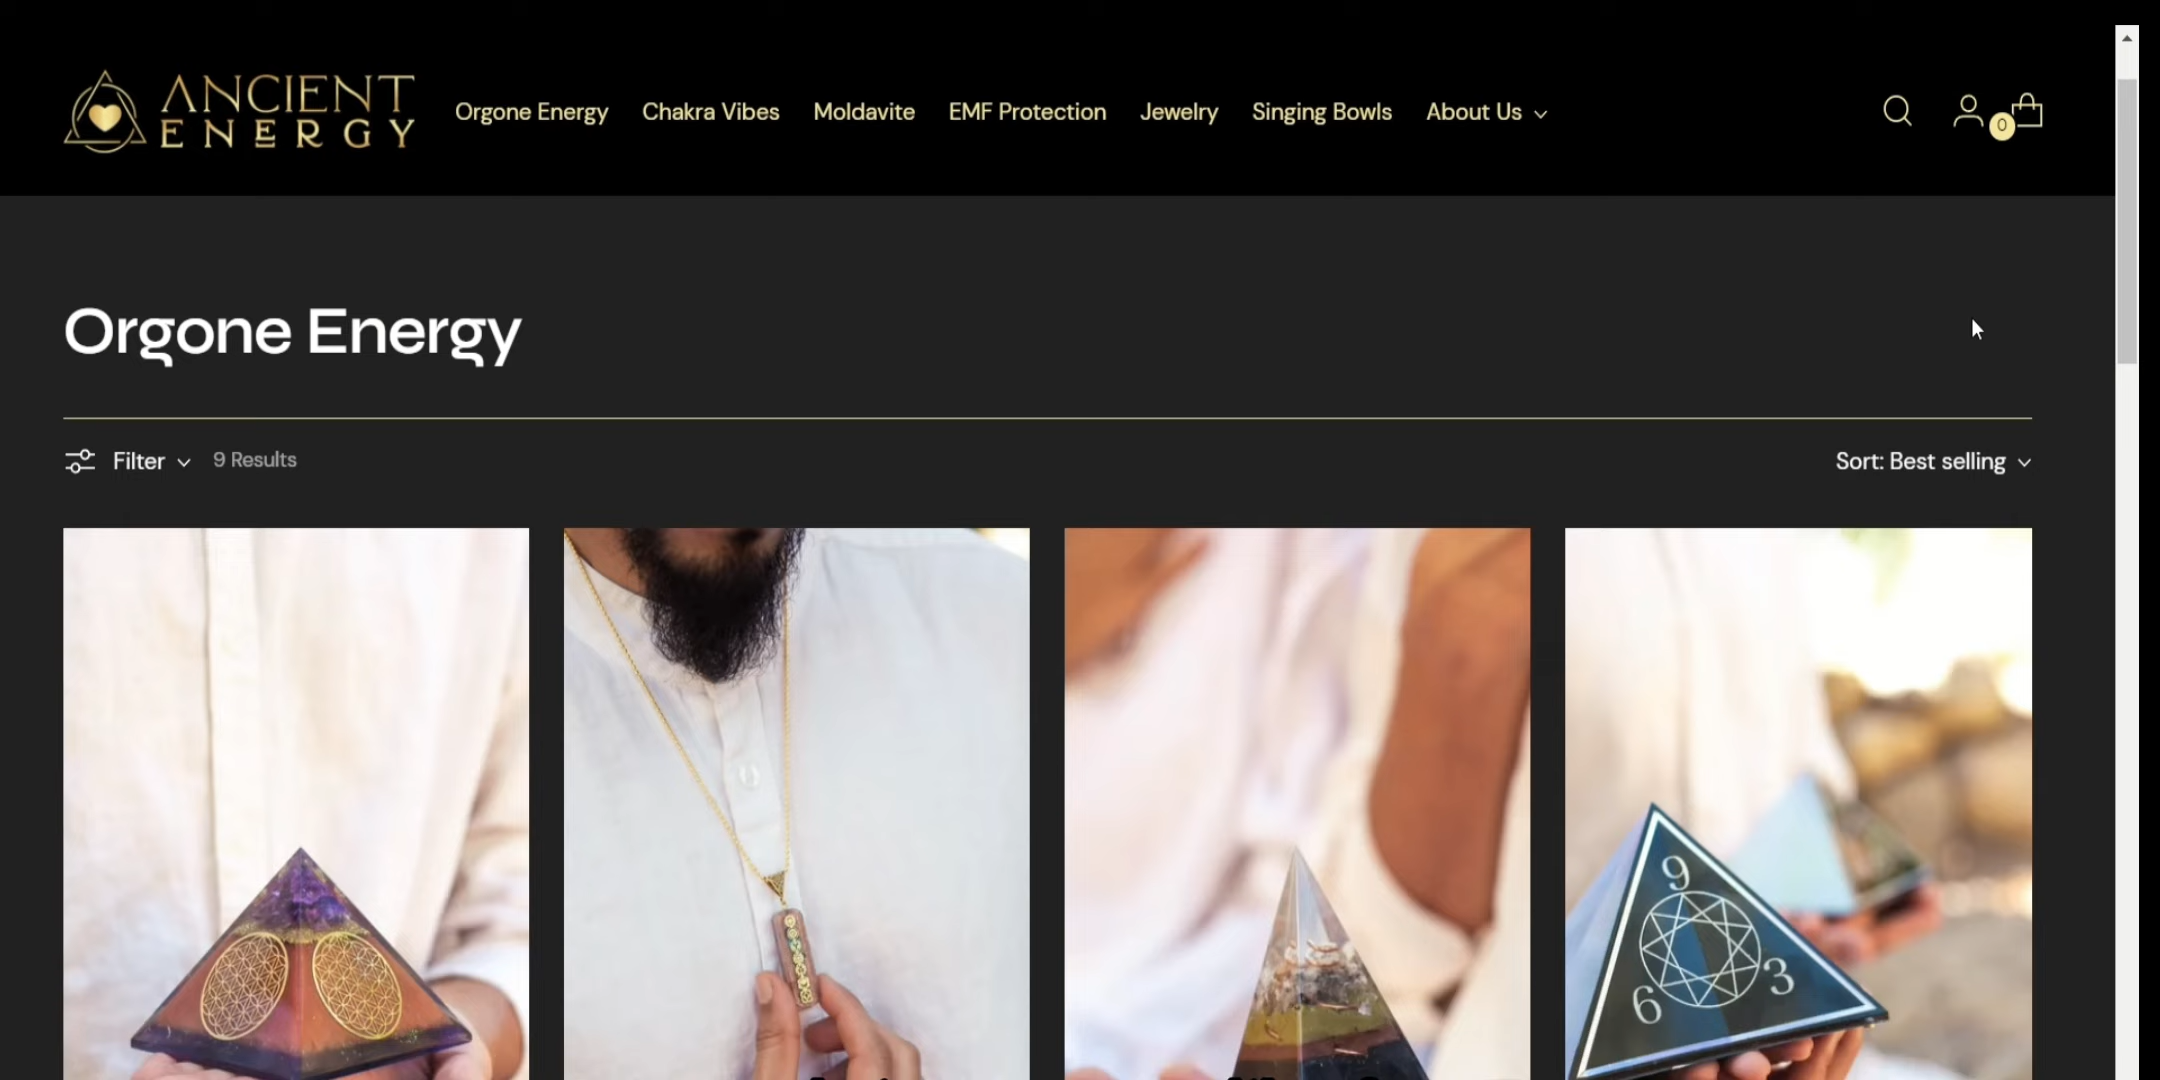 ANCIENT
ENERGY
Orgone Energy
Chakra Vibes
Moldavite
EMF Protection
Jewelry
Singing Bowls
About Us
0
Orgone Energy
Filter
9 Results
Sort: Best selling
9
6
3